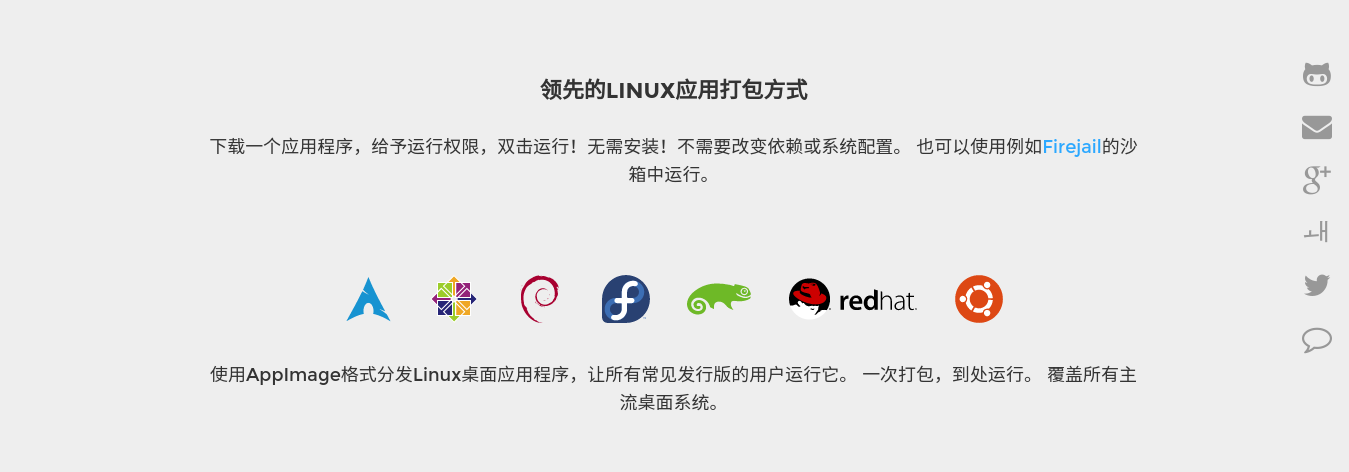 领先的LINUX应用打包方式
下载一个应用程序，给予运行权限，双击运行！无需安装！不需要改变依赖或系统配置。 也可以使用例如Firejail的沙
箱中运行。
redhat.
使用AppImage格式分发Linux桌面应用程序，让所有常见发行版的用户运行它。 一次打包，到处运行。 覆盖所有主
流桌面系统。